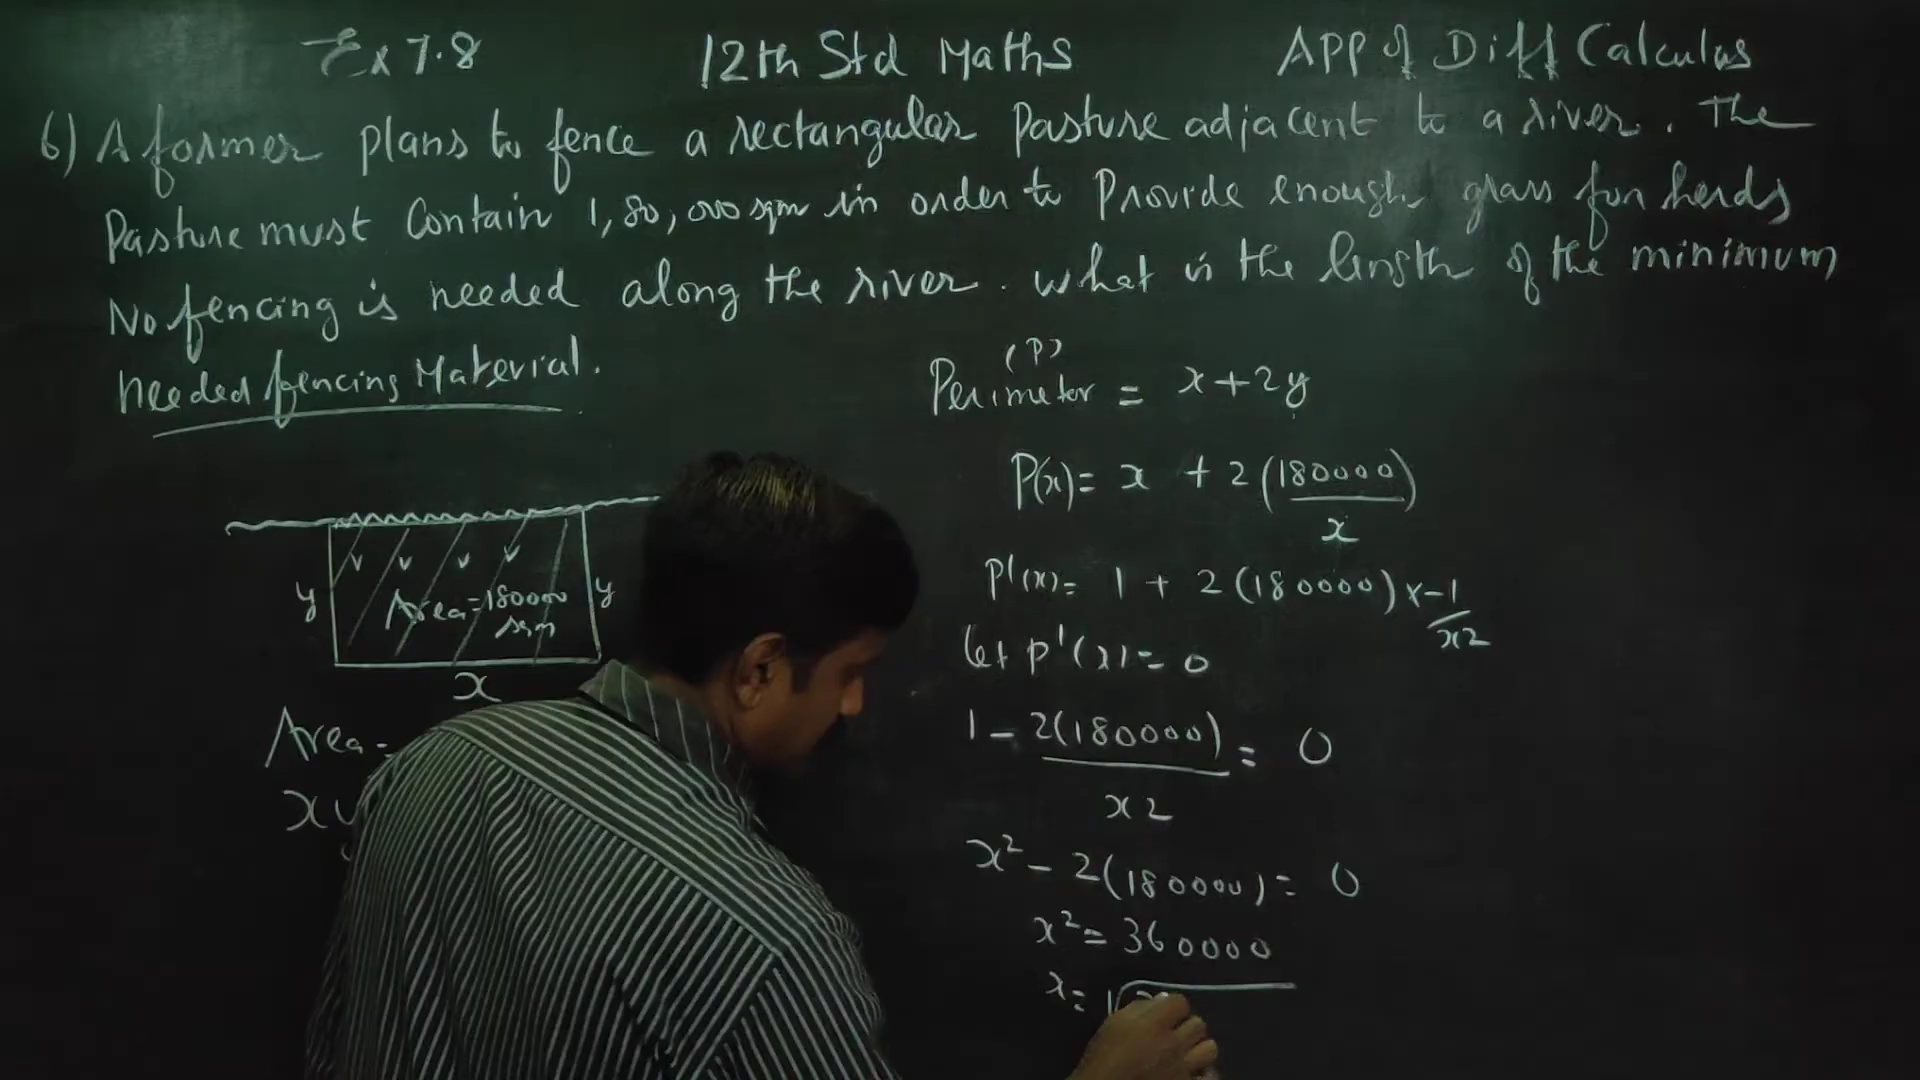 Ex 7.8 12th Std Maths APP of Diff Calculus
6) A former plans to fence a rectangular pasture adjacent to a river. The
Pasture must contain 1,80,000 sqm in order to Provide enough grass for herds
No fencing is needed along the river. what is the length of the minimum
needed fencing Material.
(P)
Perimeter = x+2y
P(x)= x + 2(180000)
x
P'(x)= 1 + 2(180000) x -1
x2
let p'(x)=0
1 - 2(180000) = 0
x2
x² - 2(180000)= 0
x² = 360000
x = √
y Area=180000 y
sqm
x
Area=
xy